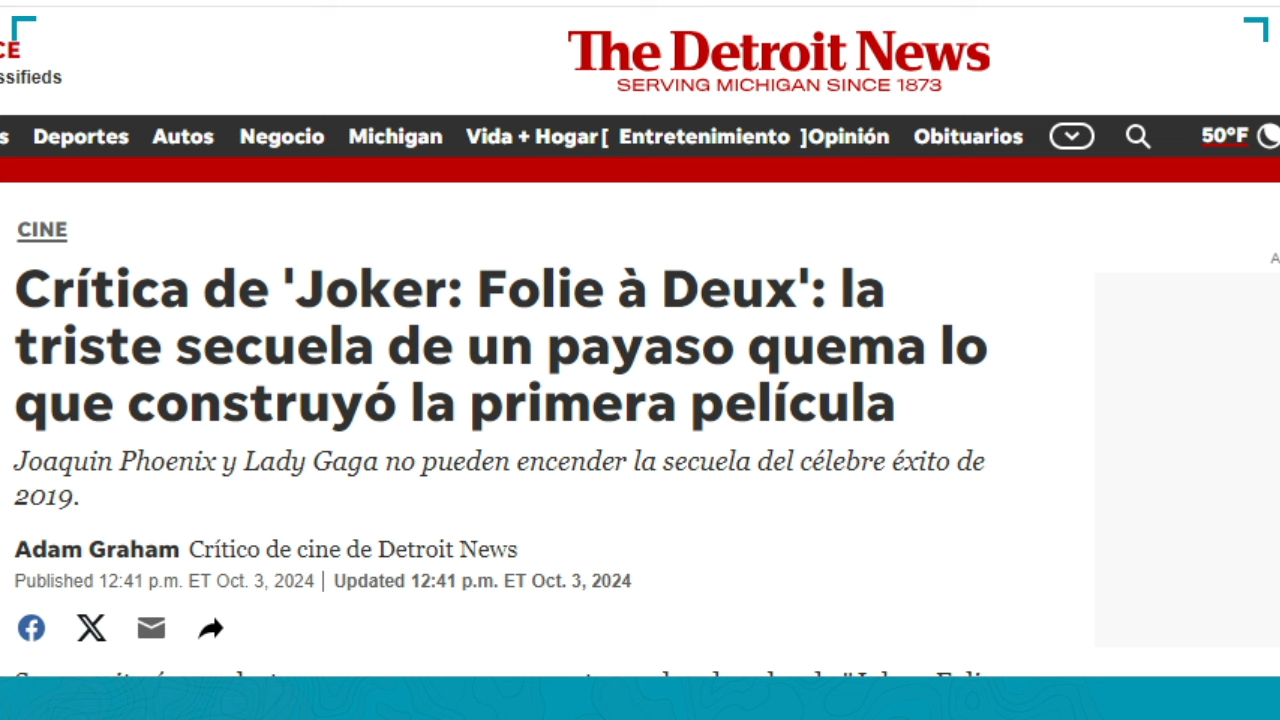 CE
ssifieds
The Detroit News
SERVING MICHIGAN SINCE 1873
s Deportes Autos Negocio Michigan Vida + Hogar [ Entretenimiento ]Opinión Obituarios 50°F
CINE
Crítica de 'Joker: Folie à Deux': la
triste secuela de un payaso quema lo
que construyó la primera película
Joaquin Phoenix y Lady Gaga no pueden encender la secuela del célebre éxito de
2019.
Adam Graham Crítico de cine de Detroit News
Published 12:41 p.m. ET Oct. 3, 2024 | Updated 12:41 p.m. ET Oct. 3, 2024